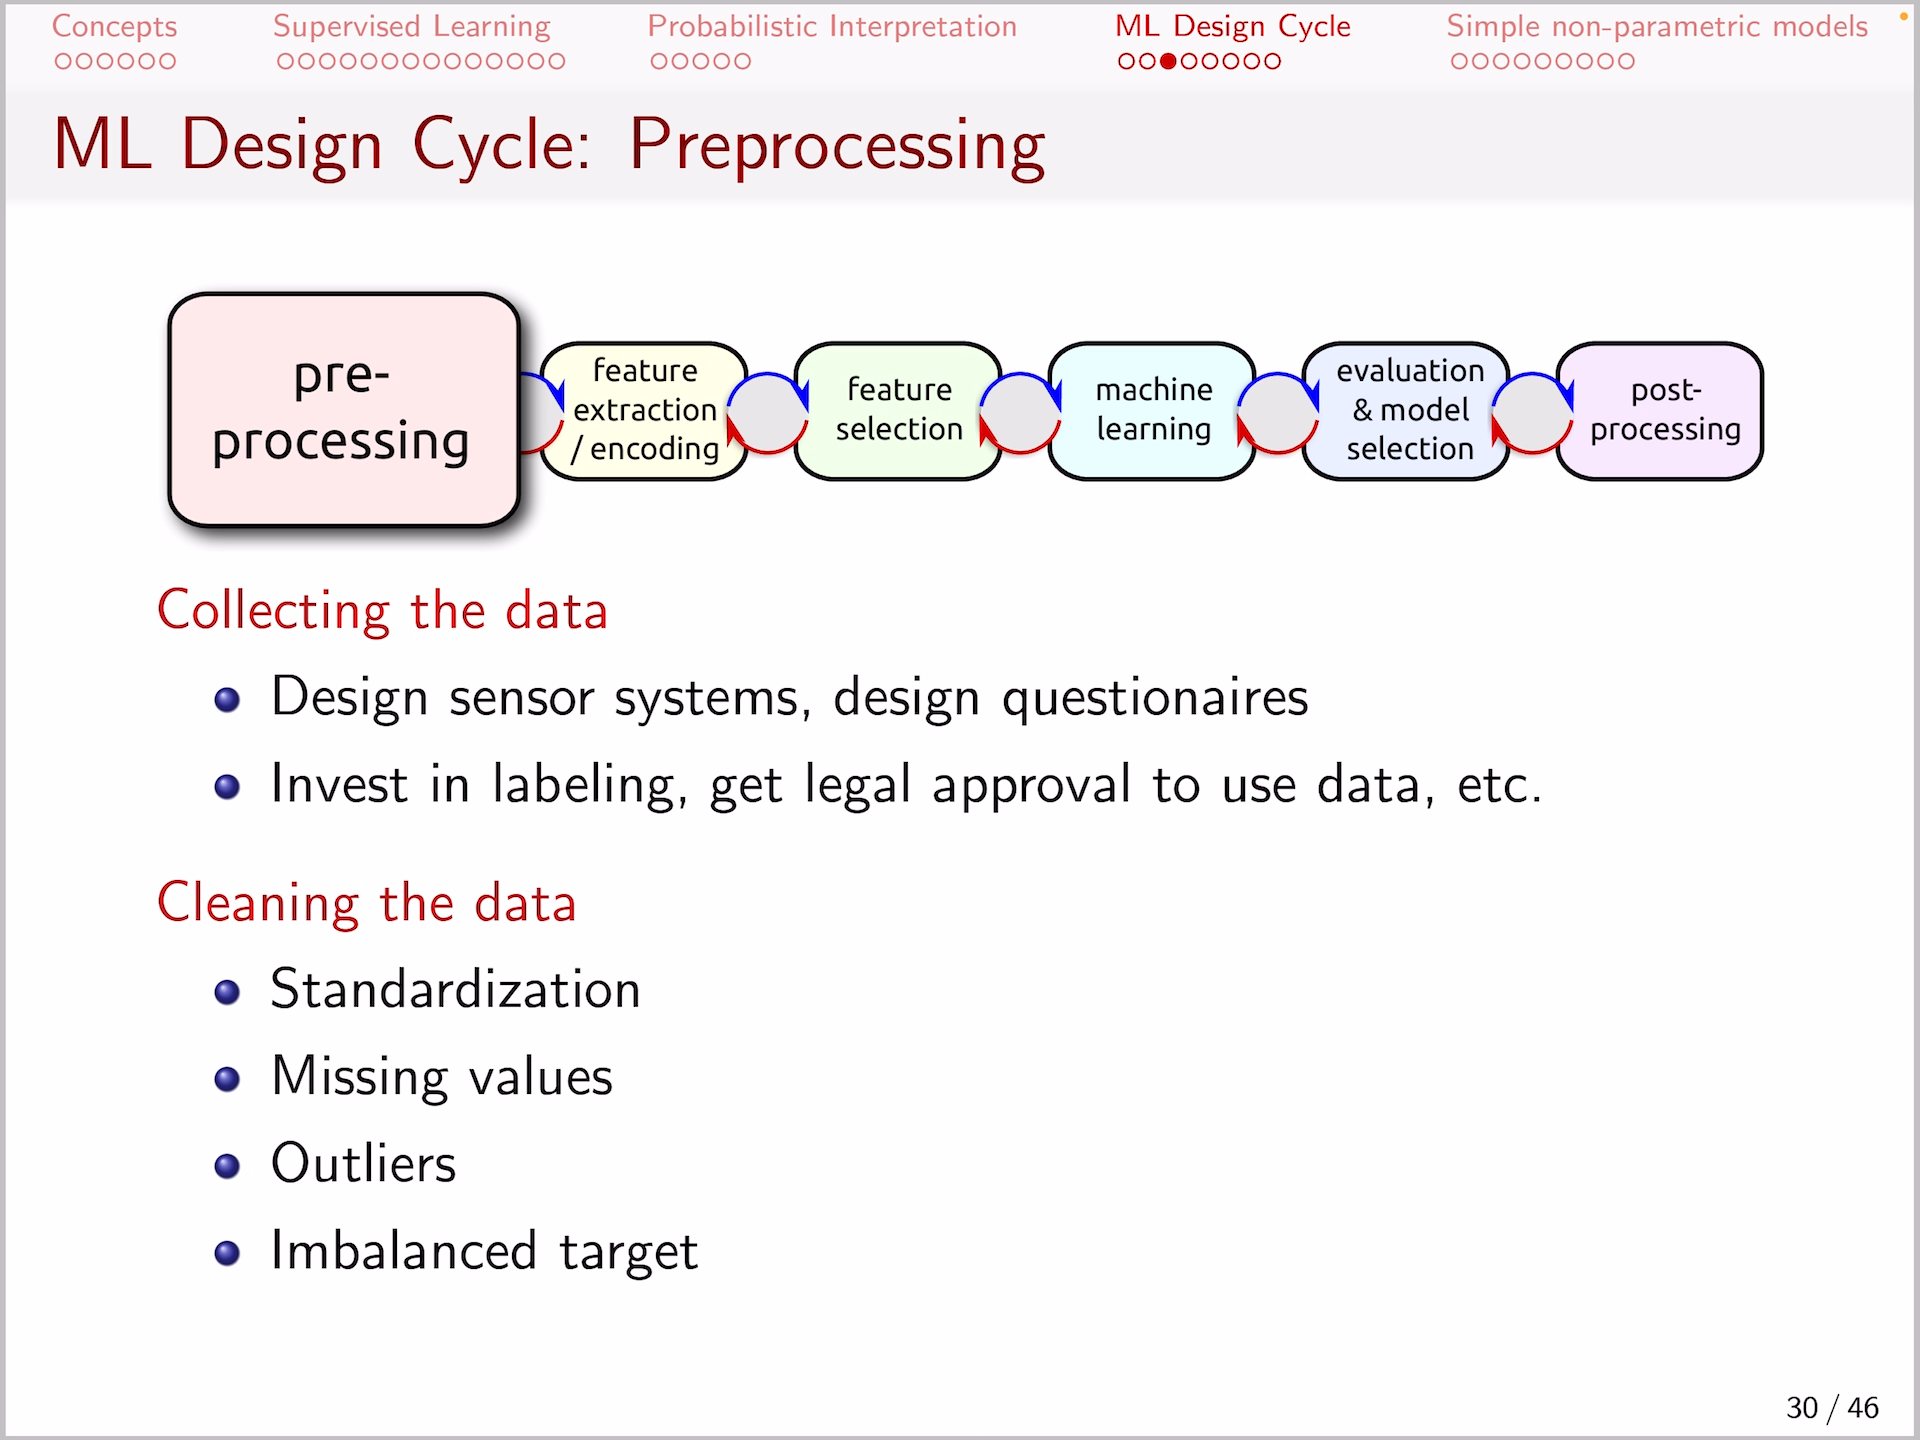 Concepts
Supervised Learning
Probabilistic Interpretation
ML Design Cycle
Simple non-parametric models
ML Design Cycle: Preprocessing
pre-
processing
feature
extraction
/ encoding
feature
selection
machine
learning
evaluation
& model
selection
post-
processing
Collecting the data
Design sensor systems, design questionaires
Invest in labeling, get legal approval to use data, etc.
Cleaning the data
Standardization
Missing values
Outliers
Imbalanced target
30 / 46